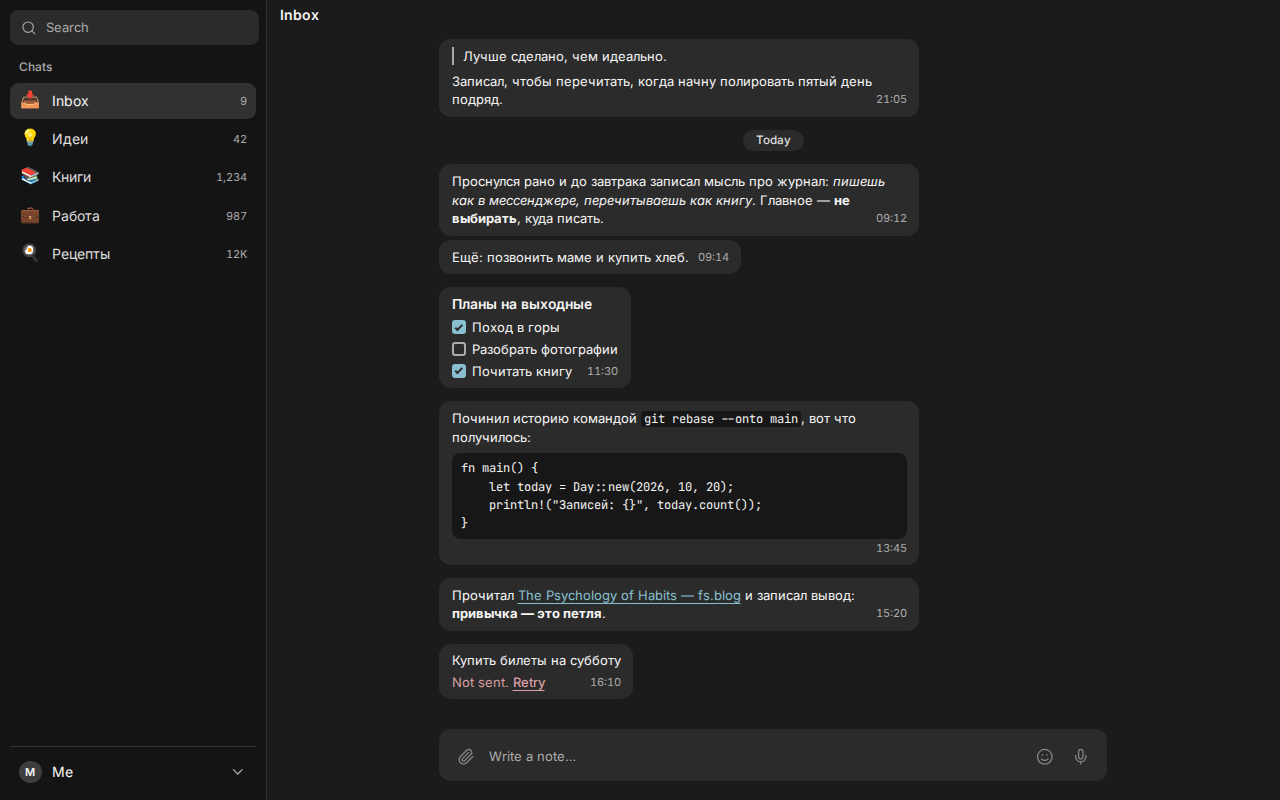 Search
Chats
Inbox 9
Идеи 42
Книги 1,234
Работа 987
Рецепты 12K
M Me
Inbox
Лучше сделано, чем идеально.
Записал, чтобы перечитать, когда начну полировать пятый день
подряд. 21:05
Today
Проснулся рано и до завтрака записал мысль про журнал: пишешь
как в мессенджере, перечитываешь как книгу. Главное — не
выбирать, куда писать. 09:12
Ещё: позвонить маме и купить хлеб. 09:14
Планы на выходные
Поход в горы
Разобрать фотографии
Почитать книгу 11:30
Починил историю командой git rebase --onto main, вот что
получилось:
fn main() {
    let today = Day::new(2026, 10, 20);
    println!("Записей: {}", today.count());
}
13:45
Прочитал The Psychology of Habits — fs.blog и записал вывод:
привычка — это петля. 15:20
Купить билеты на субботу
Not sent. Retry 16:10
Write a note...